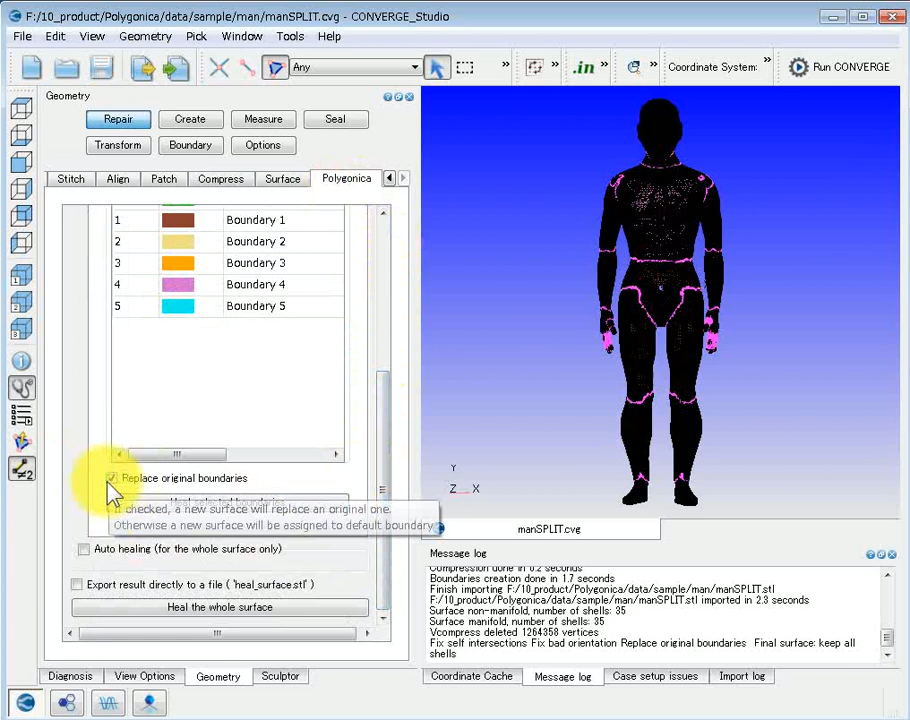 F:/10_product/Polygonica/data/sample/man/manSPLIT.cvg - CONVERGE_Studio
File Edit View Geometry Pick Window Tools Help
Any
.in
Coordinate System:
Run CONVERGE
Geometry
Repair Create Measure Seal
Transform Boundary Options
Stitch Align Patch Compress Surface Polygonica
1 Boundary 1
2 Boundary 2
3 Boundary 3
4 Boundary 4
5 Boundary 5
Replace original boundaries
Heal selected boundaries
If checked, a new surface will replace an original one.
Otherwise a new surface will be assigned to default boundary
Auto healing (for the whole surface only)
Export result directly to a file ( 'heal_surface.stl' )
Heal the whole surface
Diagnosis View Options Geometry Sculptor
Y
Z X
manSPLIT.cvg
Message log
Compression done in 0.2 seconds
Boundaries creation done in 1.7 seconds
Finish importing F:/10_product/Polygonica/data/sample/man/manSPLIT.stl
F:/10_product/Polygonica/data/sample/man/manSPLIT.stl imported in 2.3 seconds
Surface non-manifold, number of shells: 35
Surface manifold, number of shells: 35
Vcompress deleted 1264358 vertices
Fix self intersections Fix bad orientation Replace original boundaries Final surface: keep all
shells
Coordinate Cache Message log Case setup issues Import log